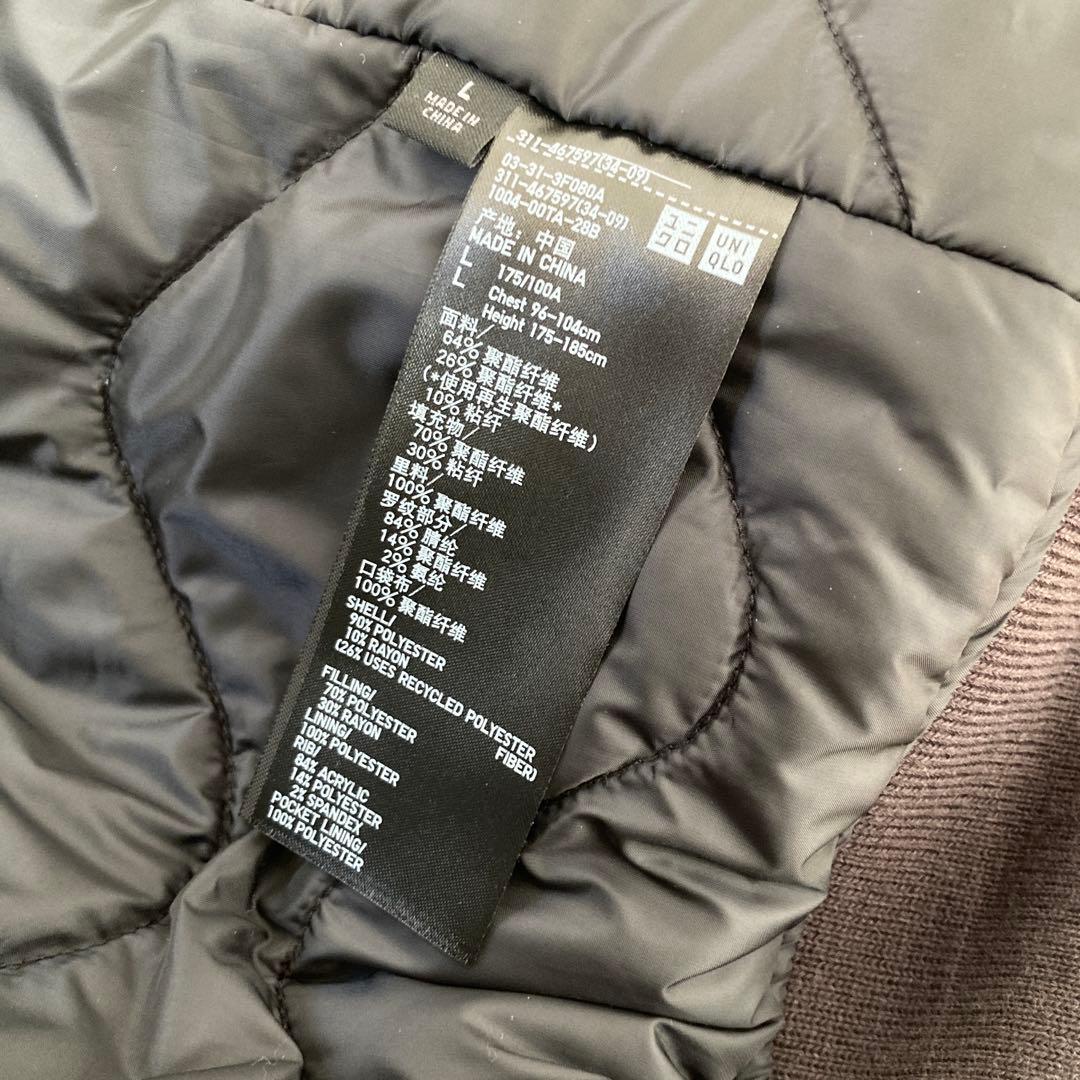 L
MADE IN
CHINA
311-467597(34-09)
03-31-3F080A
311-467597(34-09)
1004-00TA-28B
ユニ
クロ
UNI
QLO
产地: 中国
MADE IN CHINA
L 175/100A
L Chest 96-104cm
Height 175-185cm
面料/
64% 聚酯纤维
26% 聚酯纤维*
(*使用再生聚酯纤维)
10% 粘纤
填充物/
70% 聚酯纤维
30% 粘纤
里料/
100% 聚酯纤维
罗纹部分/
84% 腈纶
14% 聚酯纤维
2% 氨纶
口袋布/
100% 聚酯纤维
SHELL/
90% POLYESTER
10% RAYON
(26% USES RECYCLED POLYESTER
FIBER)
FILLING/
70% POLYESTER
30% RAYON
LINING/
100% POLYESTER
RIB/
84% ACRYLIC
14% POLYESTER
2% SPANDEX
POCKET LINING/
100% POLYESTER